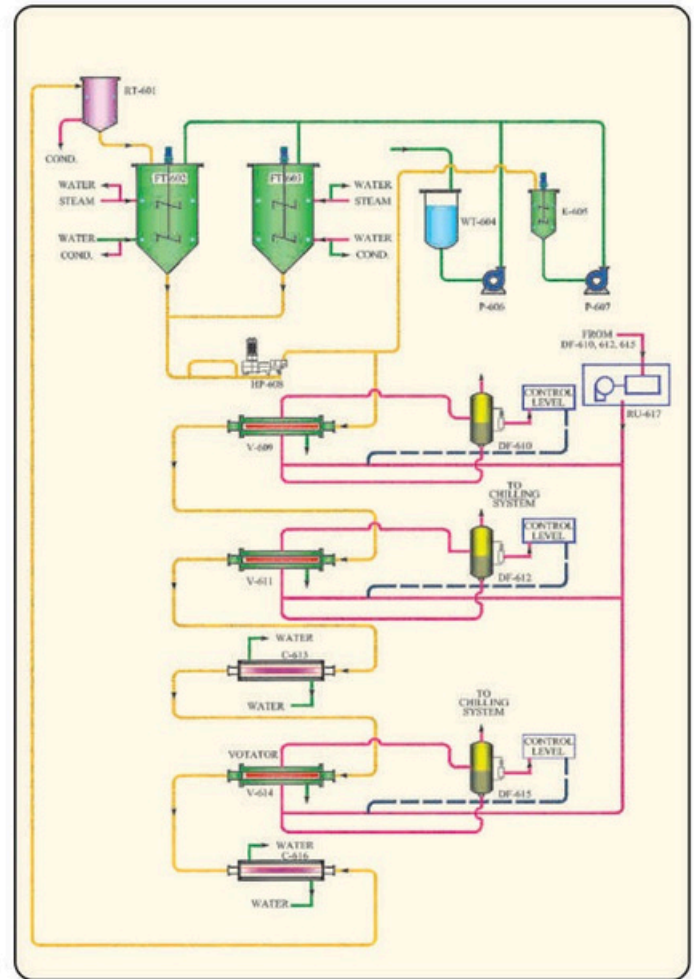 RT-601
COND.
FT-602
FT-603
WATER
STEAM
WATER
COND.
WATER
STEAM
WATER
COND.
WT-604
K-605
P-606
P-607
HP-608
FROM
DF-610, 612, 615
RU-617
V-609
DF-610
CONTROL
LEVEL
TO
CHILLING
SYSTEM
V-611
DF-612
CONTROL
LEVEL
WATER
C-613
WATER
TO
CHILLING
SYSTEM
VOTATOR
V-614
DF-615
CONTROL
LEVEL
WATER
C-616
WATER